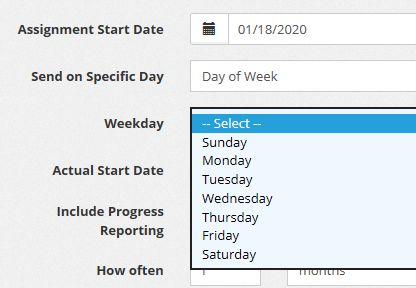 Assignment Start Date 01/18/2020
Send on Specific Day Day of Week
Weekday
-- Select --
Sunday
Monday
Tuesday
Wednesday
Thursday
Friday
Saturday
Actual Start Date
Include Progress
Reporting
How often months